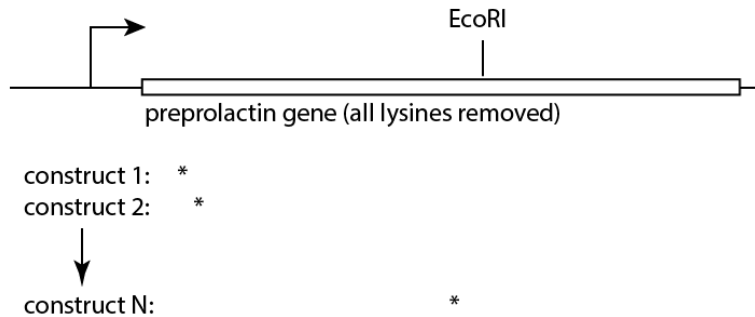 EcoRI
preprolactin gene (all lysines removed)
construct 1: *
construct 2: *
construct N: *